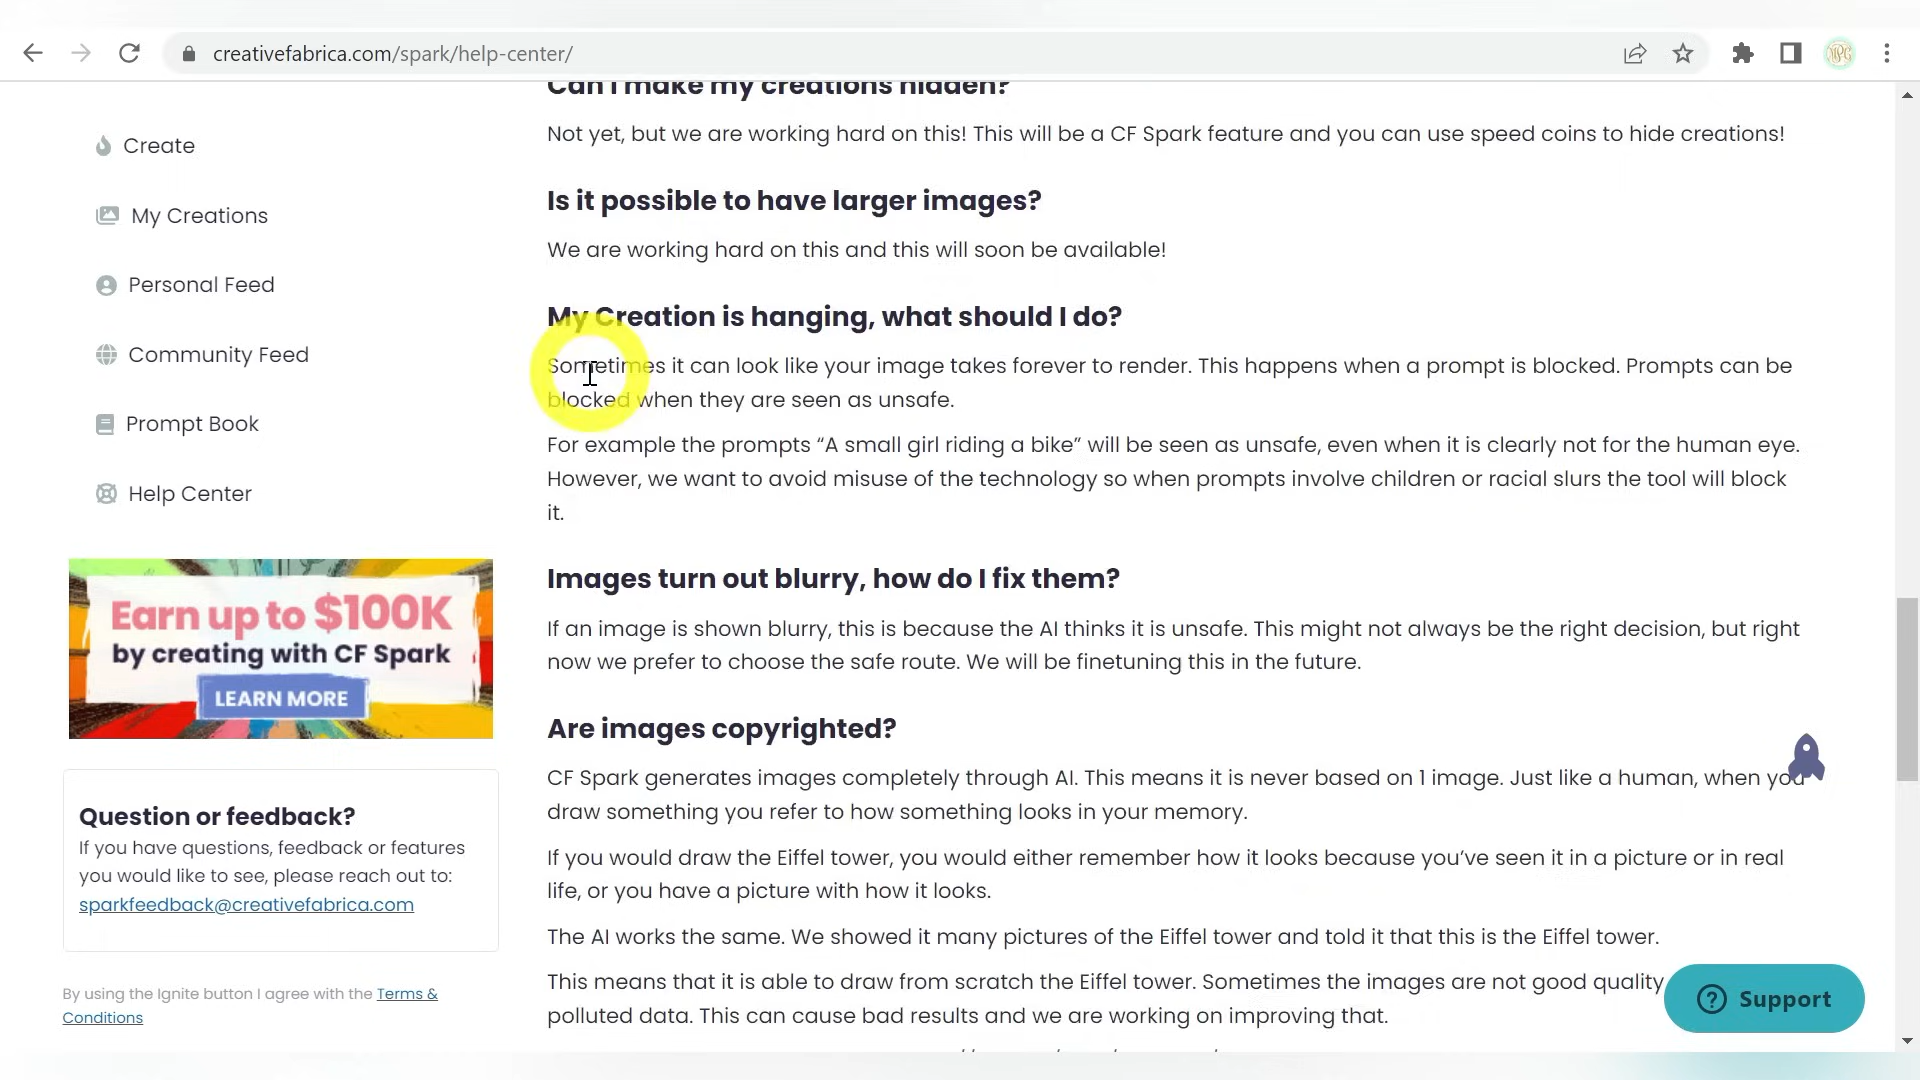 creativefabrica.com/spark/help-center/
Create
My Creations
Personal Feed
Community Feed
Prompt Book
Help Center
Earn up to $100K
by creating with CF Spark
LEARN MORE
Question or feedback?
If you have questions, feedback or features
you would like to see, please reach out to:
sparkfeedback@creativefabrica.com
By using the Ignite button I agree with the Terms &
Conditions
Can I make my creations hidden?
Not yet, but we are working hard on this! This will be a CF Spark feature and you can use speed coins to hide creations!
Is it possible to have larger images?
We are working hard on this and this will soon be available!
My Creation is hanging, what should I do?
Sometimes it can look like your image takes forever to render. This happens when a prompt is blocked. Prompts can be
blocked when they are seen as unsafe.
For example the prompts “A small girl riding a bike” will be seen as unsafe, even when it is clearly not for the human eye.
However, we want to avoid misuse of the technology so when prompts involve children or racial slurs the tool will block
it.
Images turn out blurry, how do I fix them?
If an image is shown blurry, this is because the AI thinks it is unsafe. This might not always be the right decision, but right
now we prefer to choose the safe route. We will be finetuning this in the future.
Are images copyrighted?
CF Spark generates images completely through AI. This means it is never based on 1 image. Just like a human, when you
draw something you refer to how something looks in your memory.
If you would draw the Eiffel tower, you would either remember how it looks because you’ve seen it in a picture or in real
life, or you have a picture with how it looks.
The AI works the same. We showed it many pictures of the Eiffel tower and told it that this is the Eiffel tower.
This means that it is able to draw from scratch the Eiffel tower. Sometimes the images are not good quality
polluted data. This can cause bad results and we are working on improving that.
Support